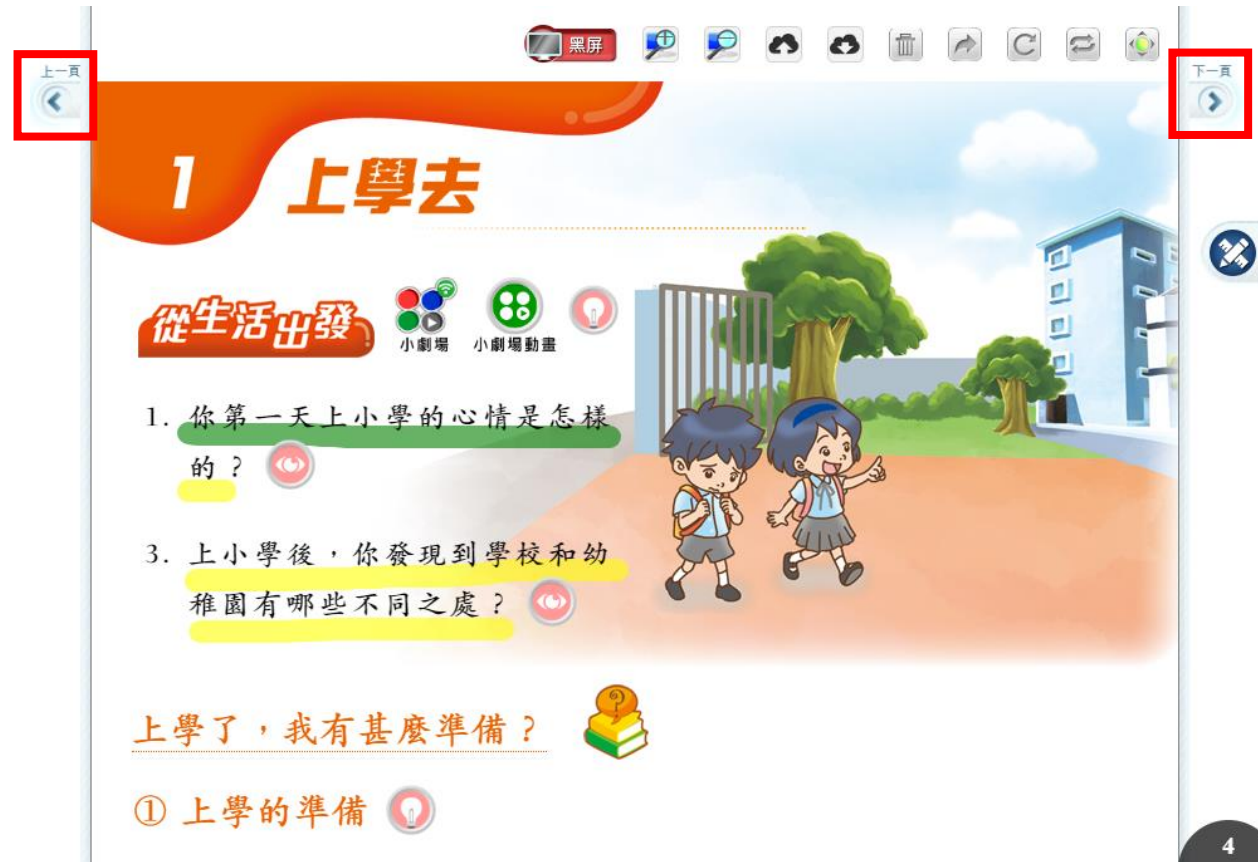 黑屏
上一頁
下一頁
1 上學去
從生活出發
小劇場
小劇場動畫
1. 你第一天上小學的心情是怎樣
的？
3. 上小學後，你發現到學校和幼
稚園有哪些不同之處？
上學了，我有甚麼準備？
① 上學的準備
4